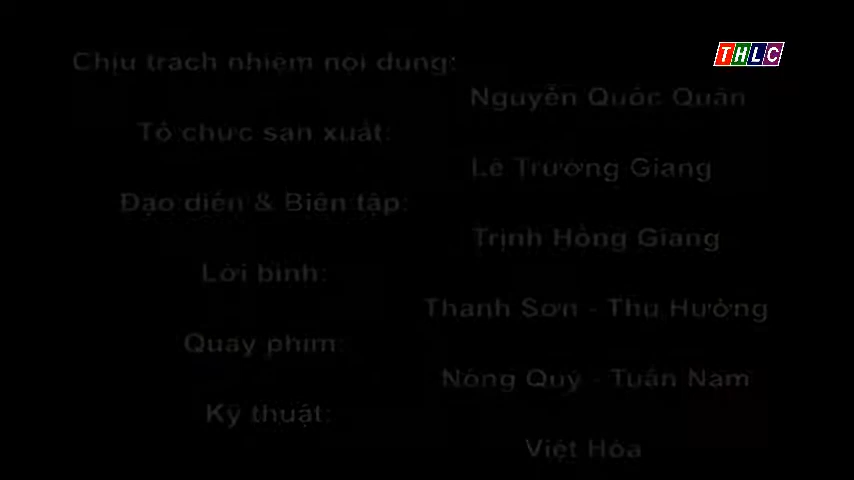 THLC
Chịu trách nhiệm nội dung:
Nguyễn Quốc Quân
Tổ chức sản xuất:
Lê Trường Giang
Đạo diễn & Biên tập:
Trịnh Hồng Giang
Lời bình:
Thanh Sơn - Thu Hường
Quay phim:
Nông Quý - Tuấn Nam
Kỹ thuật:
Việt Hòa